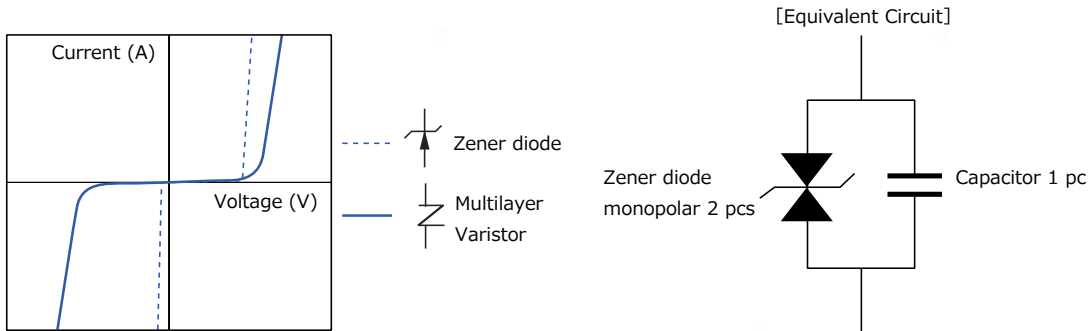 [Equivalent Circuit]
Current (A)
Voltage (V)
Zener diode
Multilayer
Varistor
Zener diode
monopolar 2 pcs
Capacitor 1 pc